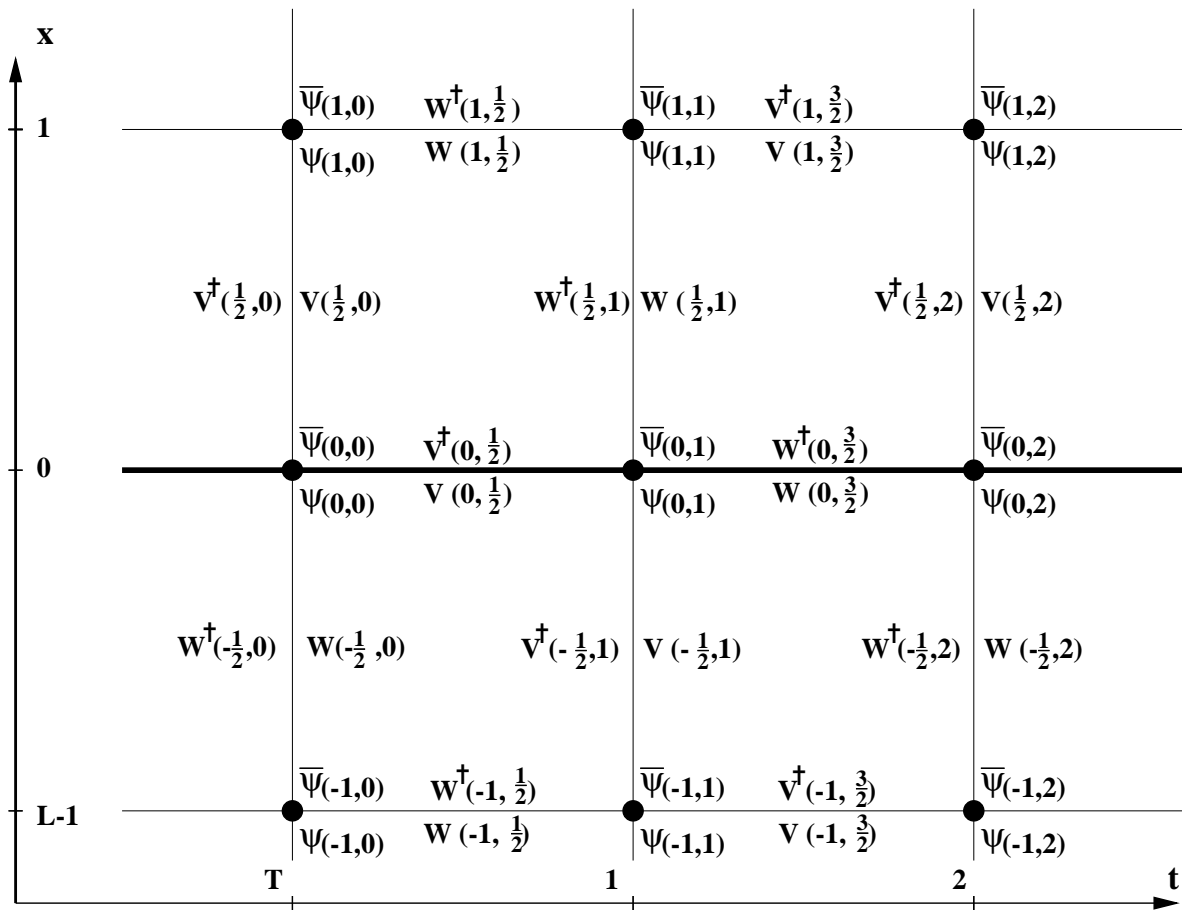 x
Ψ̅(1,0) W†(1,½) Ψ̅(1,1) V†(1,3/2) Ψ̅(1,2)
1
Ψ(1,0) W (1,½) Ψ(1,1) V (1,3/2) Ψ(1,2)
V†(½,0) V(½,0) W†(½,1) W (½,1) V†(½,2) V(½,2)
Ψ̅(0,0) V†(0,½) Ψ̅(0,1) W†(0,3/2) Ψ̅(0,2)
0
Ψ(0,0) V (0,½) Ψ(0,1) W (0,3/2) Ψ(0,2)
W†(-½,0) W(-½,0) V†(-½,1) V (-½,1) W†(-½,2) W (-½,2)
Ψ̅(-1,0) W†(-1,½) Ψ̅(-1,1) V†(-1,3/2) Ψ̅(-1,2)
L-1
Ψ(-1,0) W (-1,½) Ψ(-1,1) V (-1,3/2) Ψ(-1,2)
T 1 2 t